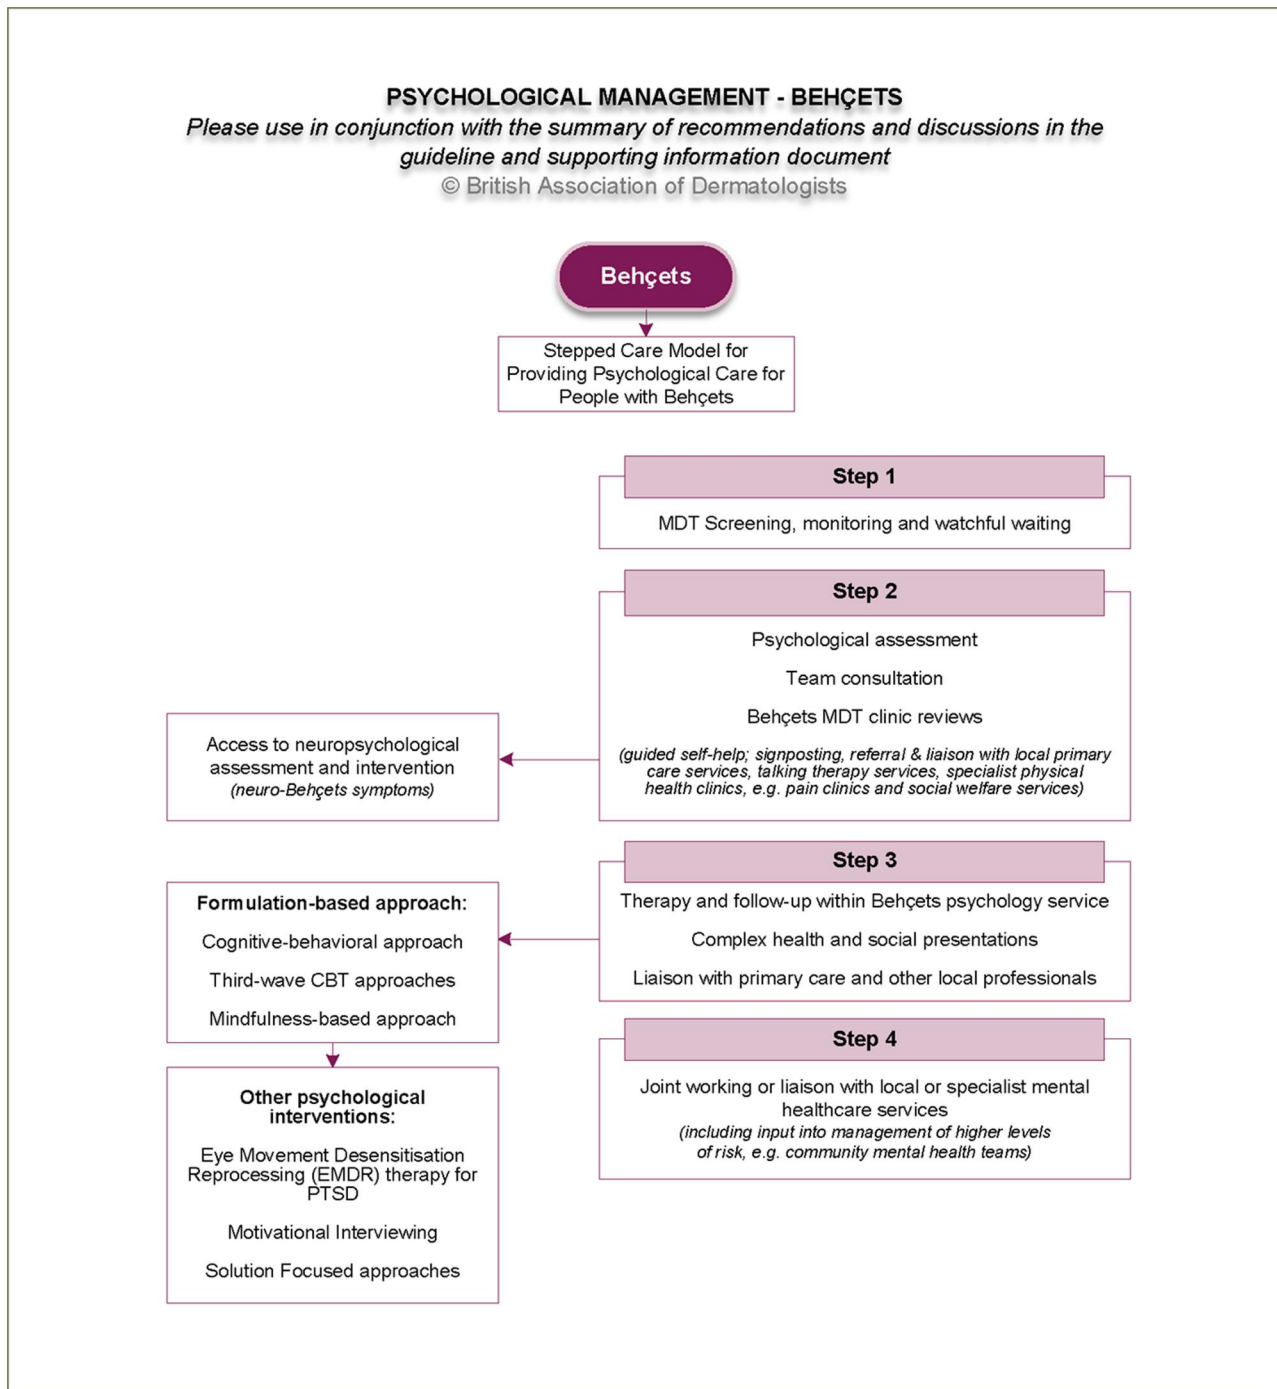 PSYCHOLOGICAL MANAGEMENT - BEHÇETS
Please use in conjunction with the summary of recommendations and discussions in the
guideline and supporting information document
© British Association of Dermatologists
Behçets
Stepped Care Model for
Providing Psychological Care for
People with Behçets
Step 1
MDT Screening, monitoring and watchful waiting
Step 2
Psychological assessment
Team consultation
Behçets MDT clinic reviews
(guided self-help; signposting, referral & liaison with local primary
care services, talking therapy services, specialist physical
health clinics, e.g. pain clinics and social welfare services)
Access to neuropsychological
assessment and intervention
(neuro-Behçets symptoms)
Step 3
Therapy and follow-up within Behçets psychology service
Complex health and social presentations
Liaison with primary care and other local professionals
Formulation-based approach:
Cognitive-behavioral approach
Third-wave CBT approaches
Mindfulness-based approach
Other psychological
interventions:
Eye Movement Desensitisation
Reprocessing (EMDR) therapy for
PTSD
Motivational Interviewing
Solution Focused approaches
Step 4
Joint working or liaison with local or specialist mental
healthcare services
(including input into management of higher levels
of risk, e.g. community mental health teams)